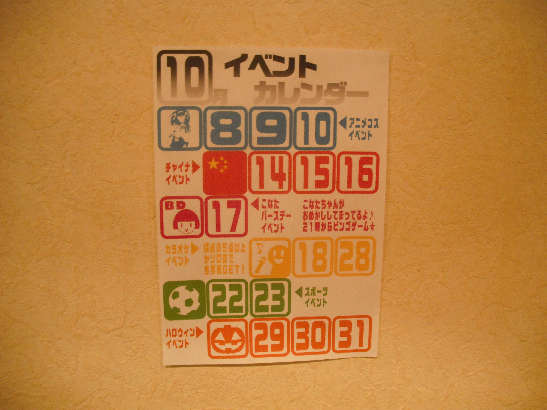 10月 イベント
カレンダー
8 9 10 ◀アニメコス
イベント
チャイナ▶ 14 15 16
イベント
BD 17 ◀こなた
バースデー
イベント
こなたちゃんが
おめかししてまってるよ♪
21時からビンゴゲーム★
カラメケ
イベント
18 28
22 23 ◀スポーツ
イベント
ハロウィン▶ 29 30 31
イベント